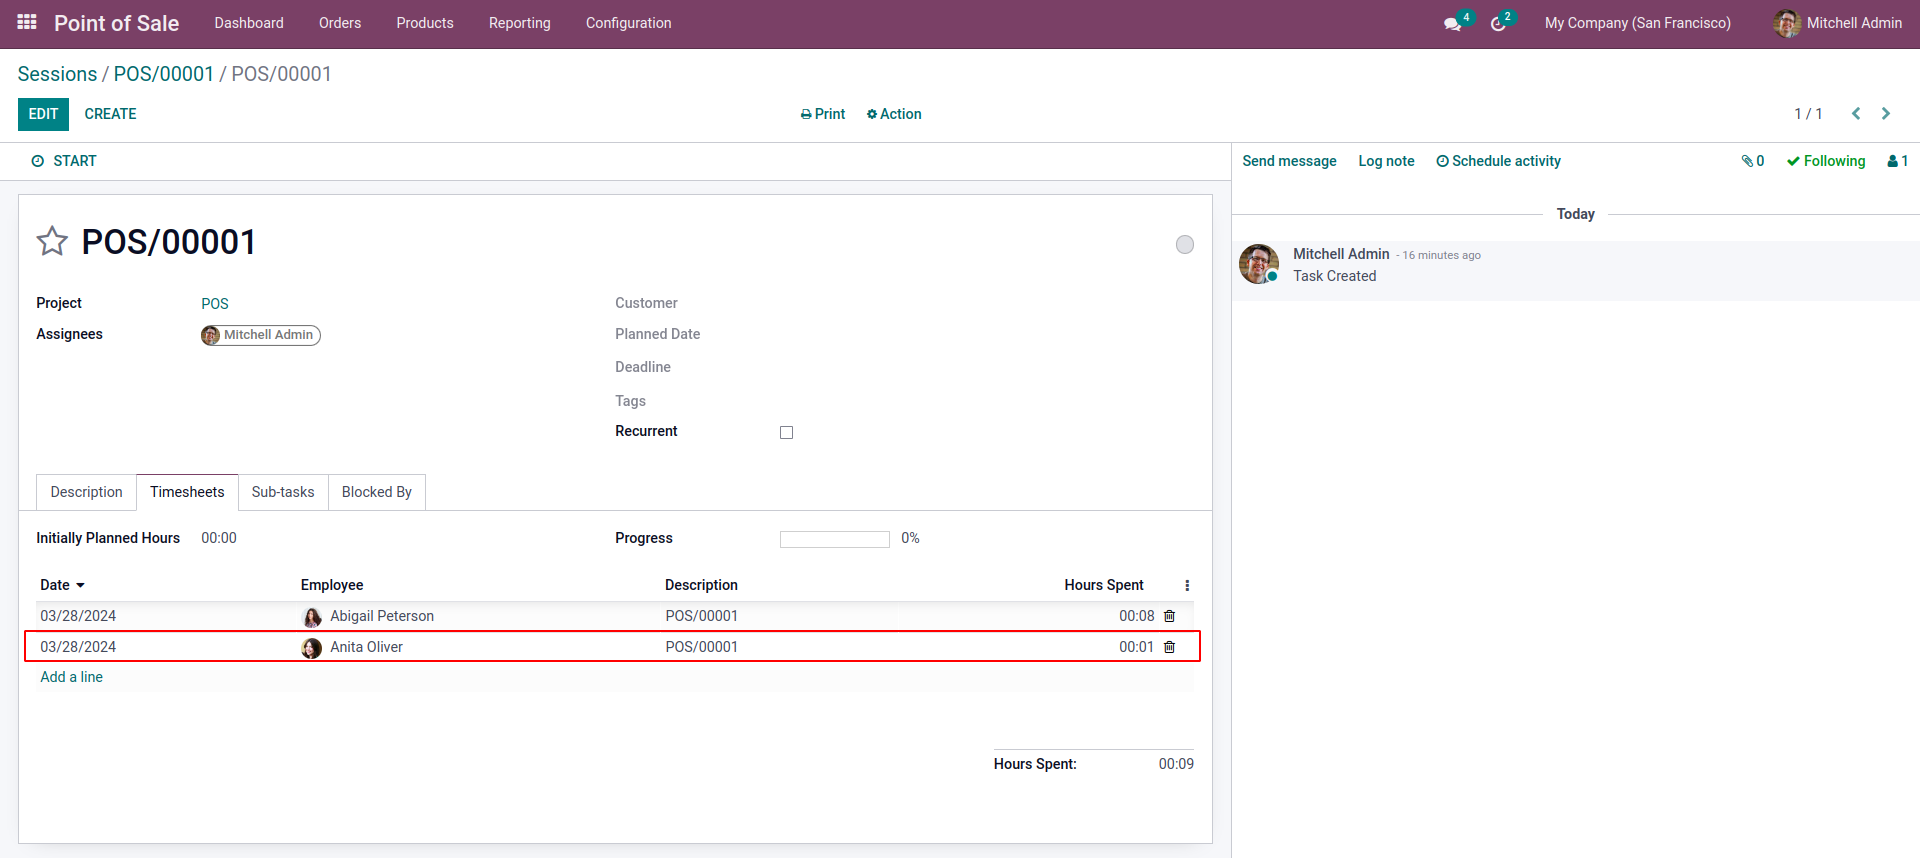 Point of Sale Dashboard Orders Products Reporting Configuration 4 2 My Company (San Francisco) Mitchell Admin
Sessions / POS/00001 / POS/00001
EDIT CREATE Print Action 1 / 1
START Send message Log note Schedule activity 0 Following 1
Today
POS/00001
Mitchell Admin - 16 minutes ago
Task Created
Project POS Customer
Assignees Mitchell Admin Planned Date
Deadline
Tags
Recurrent
Description Timesheets Sub-tasks Blocked By
Initially Planned Hours 00:00 Progress 0%
Date Employee Description Hours Spent
03/28/2024 Abigail Peterson POS/00001 00:08
03/28/2024 Anita Oliver POS/00001 00:01
Add a line
Hours Spent: 00:09